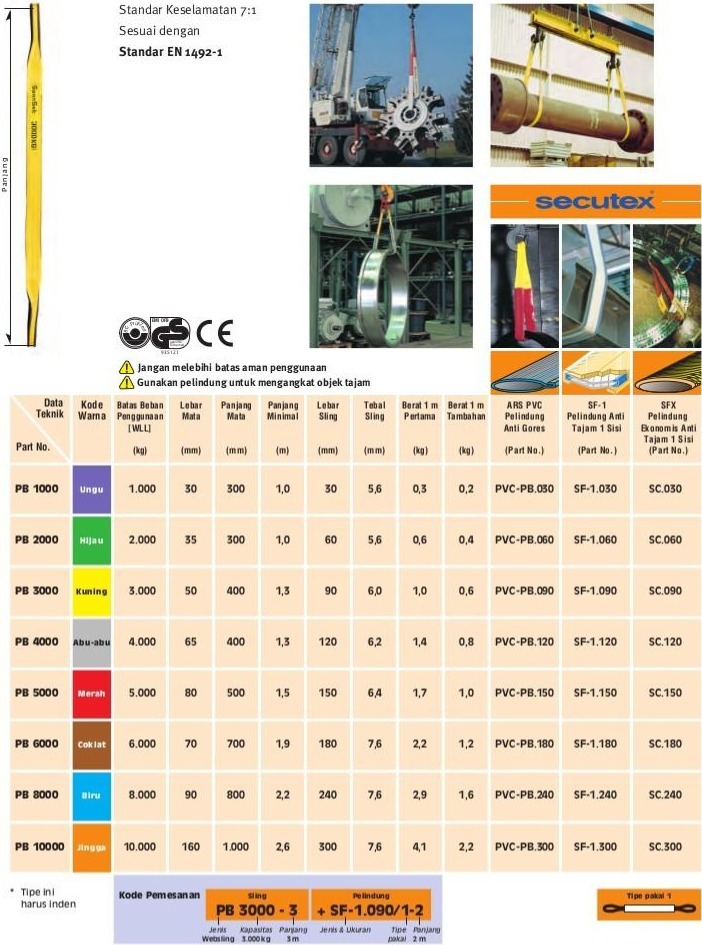 Standar Keselamatan 7:1
Sesuai dengan
Standar EN 1492-1
3000KG
Panjang
secutex®
GS
CE
Jangan melebihi batas aman penggunaan
Gunakan pelindung untuk mengangkat objek tajam
Data Teknik Part No. Kode Warna Batas Beban Penggunaan [WLL] (kg) Lebar Mata (mm) Panjang Mata (mm) Panjang Minimal (m) Lebar Sling (mm) Tebal Sling (mm) Berat 1 m Pertama (kg) Berat 1 m Tambahan (kg) ARS PVC Pelindung Anti Gores (Part No.) SF-1 Pelindung Anti Tajam 1 Sisi (Part No.) SFX Pelindung Ekonomis Anti Tajam 1 Sisi (Part No.)
PB 1000 Ungu 1.000 30 300 1,0 30 5,6 0,3 0,2 PVC-PB.030 SF-1.030 SC.030
PB 2000 Hijau 2.000 35 300 1,0 60 5,6 0,6 0,4 PVC-PB.060 SF-1.060 SC.060
PB 3000 Kuning 3.000 50 400 1,3 90 6,0 1,0 0,6 PVC-PB.090 SF-1.090 SC.090
PB 4000 Abu-abu 4.000 65 400 1,3 120 6,2 1,4 0,8 PVC-PB.120 SF-1.120 SC.120
PB 5000 Merah 5.000 80 500 1,5 150 6,4 1,7 1,0 PVC-PB.150 SF-1.150 SC.150
PB 6000 Coklat 6.000 70 700 1,9 180 7,6 2,2 1,2 PVC-PB.180 SF-1.180 SC.180
PB 8000 Biru 8.000 90 800 2,2 240 7,6 2,9 1,6 PVC-PB.240 SF-1.240 SC.240
PB 10000 Jingga 10.000 160 1.000 2,6 300 7,6 4,1 2,2 PVC-PB.300 SF-1.300 SC.300
* Tipe ini
harus inden
Kode Pemesanan
Sling Pelindung
PB 3000 - 3 + SF-1.090/1-2
Jenis Kapasitas Panjang Jenis & Ukuran Tipe Panjang
Websling 3.000 kg 3 m pakai 2 m
Tipe pakai 1